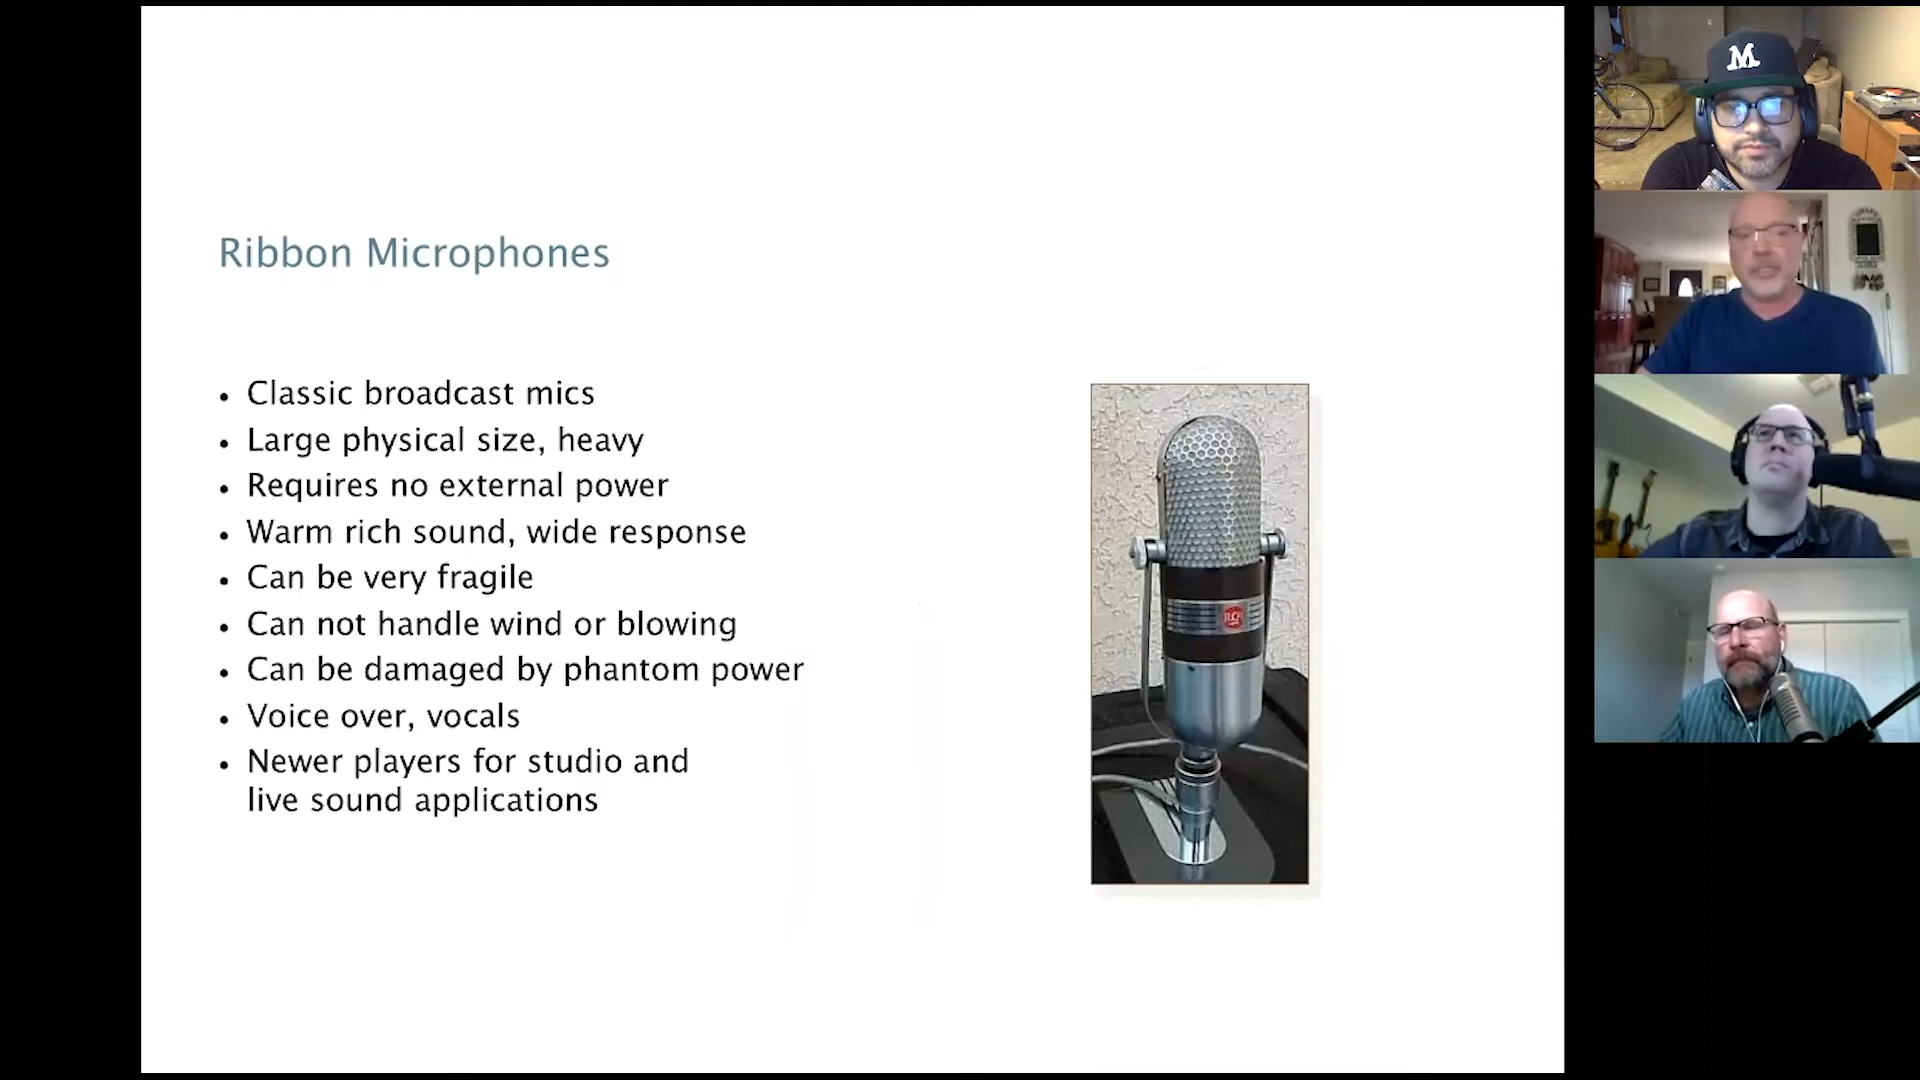 Ribbon Microphones
• Classic broadcast mics
• Large physical size, heavy
• Requires no external power
• Warm rich sound, wide response
• Can be very fragile
• Can not handle wind or blowing
• Can be damaged by phantom power
• Voice over, vocals
• Newer players for studio and
live sound applications
RCA
M